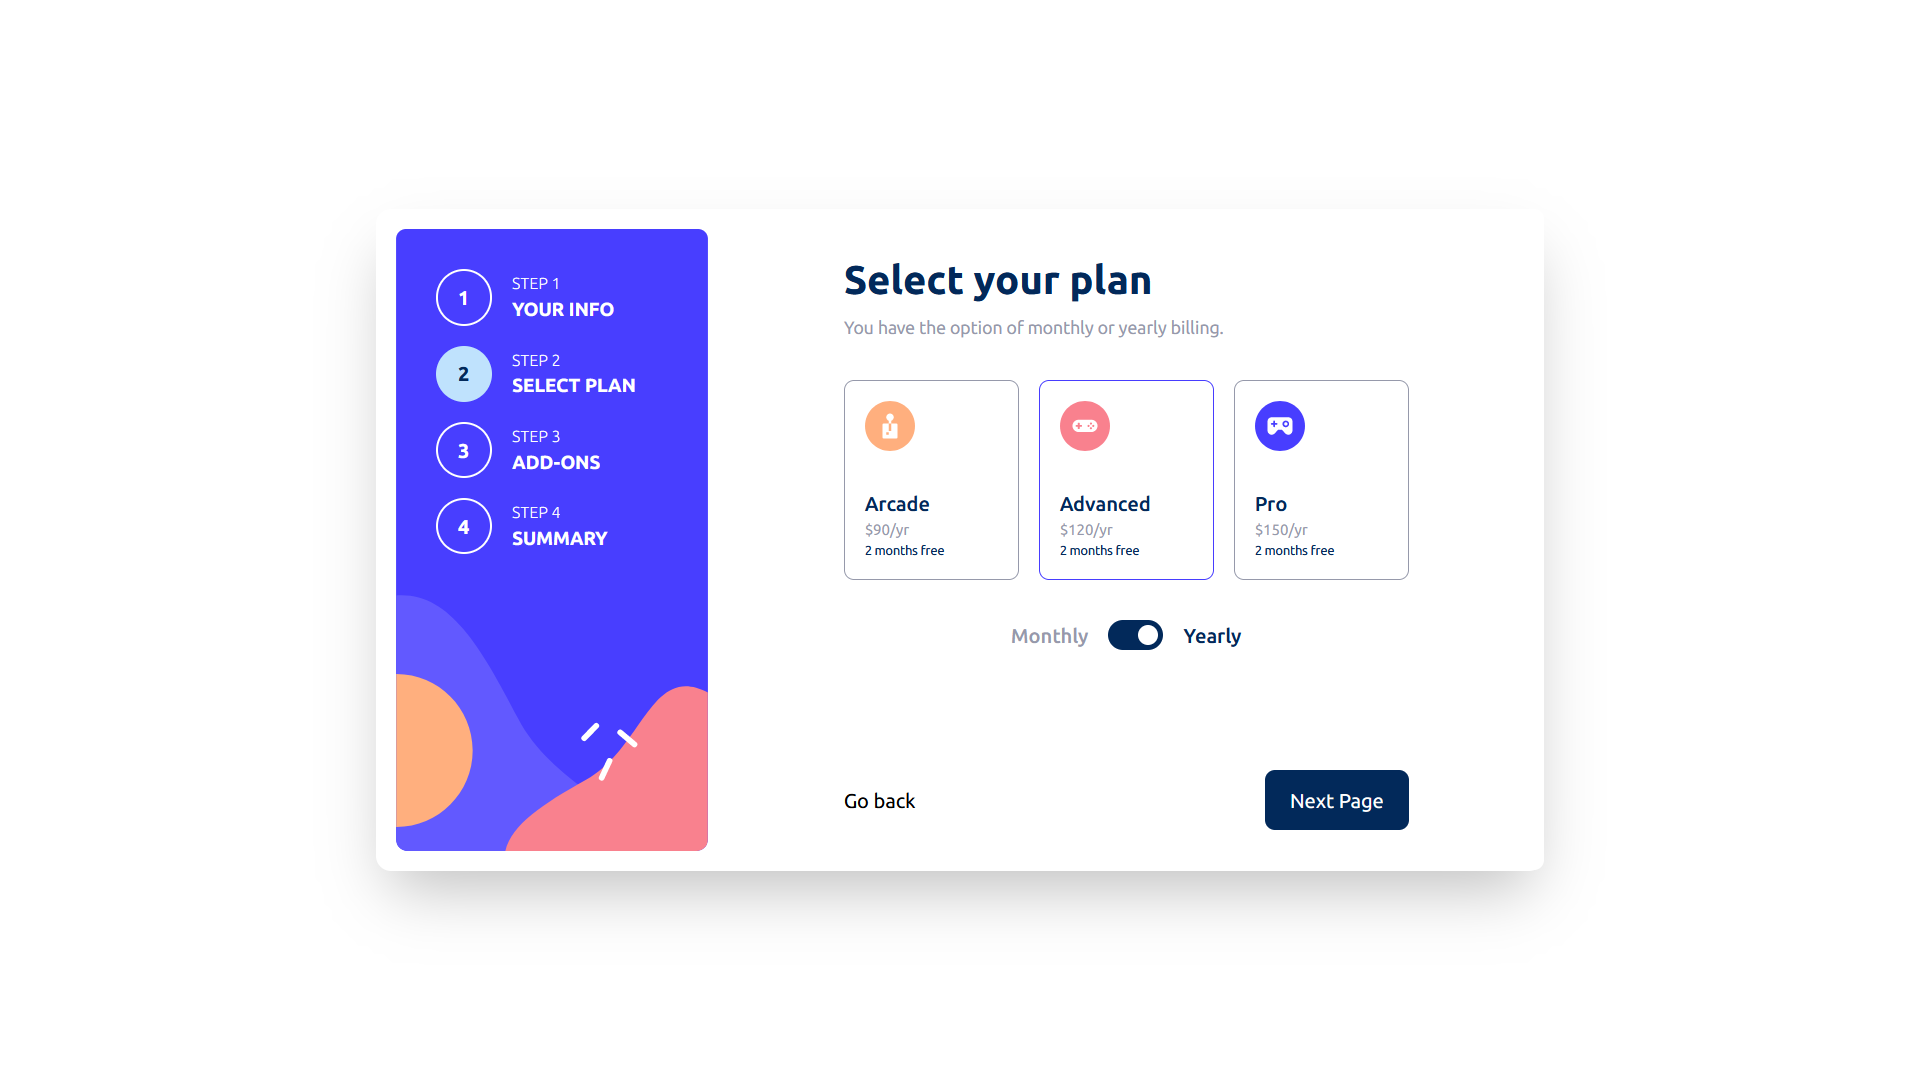 1
STEP 1
YOUR INFO
2
STEP 2
SELECT PLAN
3
STEP 3
ADD-ONS
4
STEP 4
SUMMARY
Select your plan
You have the option of monthly or yearly billing.
Arcade
$90/yr
2 months free
Advanced
$120/yr
2 months free
Pro
$150/yr
2 months free
Monthly Yearly
Go back
Next Page